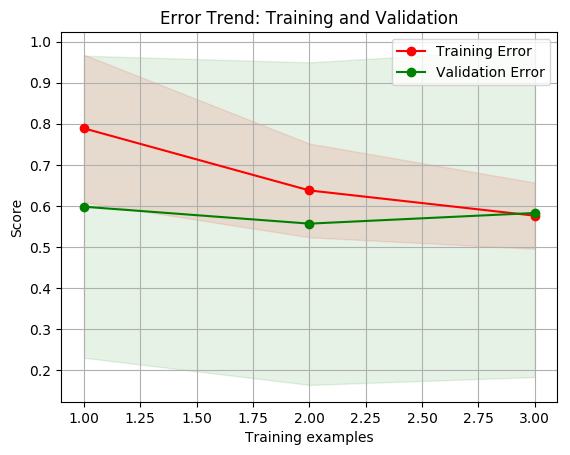 Error Trend: Training and Validation
Training Error
Validation Error
Score
1.0
0.9
0.8
0.7
0.6
0.5
0.4
0.3
0.2
1.00 1.25 1.50 1.75 2.00 2.25 2.50 2.75 3.00
Training examples